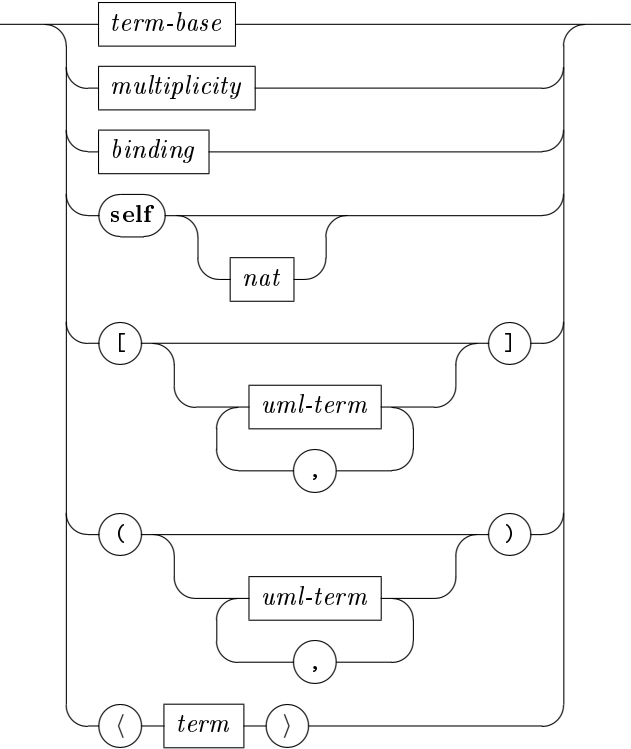 term-base
multiplicity
binding
self
nat
[ ]
uml-term
,
( )
uml-term
,
⟨ term ⟩